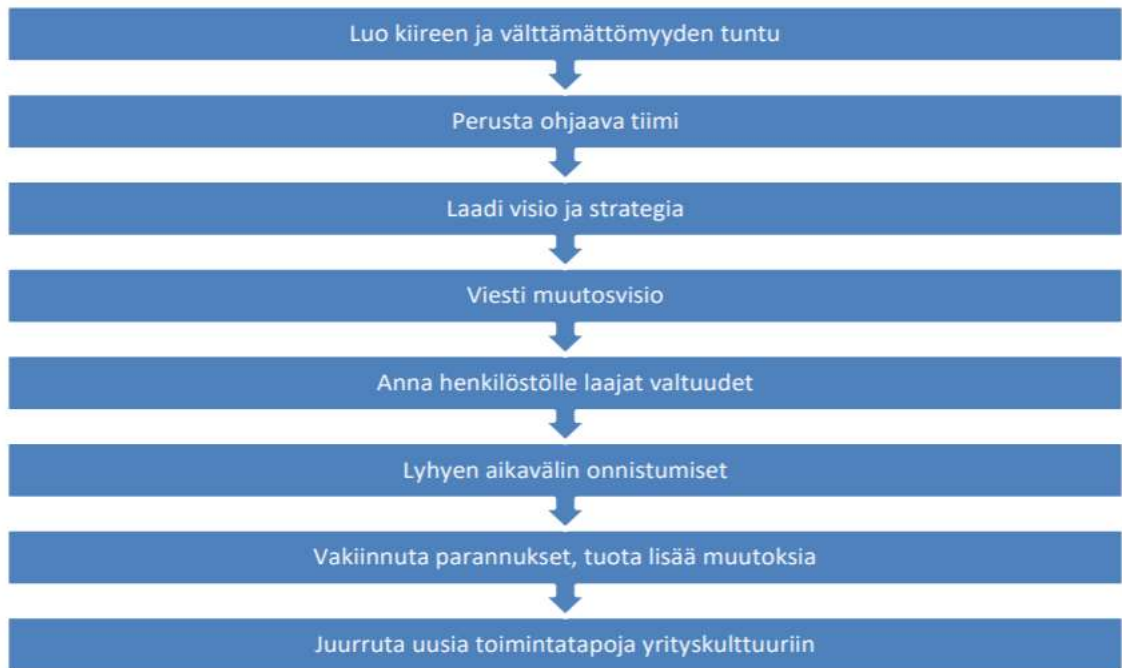 Luo kiireen ja välttämättömyyden tuntu
Perusta ohjaava tiimi
Laadi visio ja strategia
Viesti muutosvisio
Anna henkilöstölle laajat valtuudet
Lyhyen aikavälin onnistumiset
Vakiinnuta parannukset, tuota lisää muutoksia
Juurruta uusia toimintatapoja yrityskulttuuriin